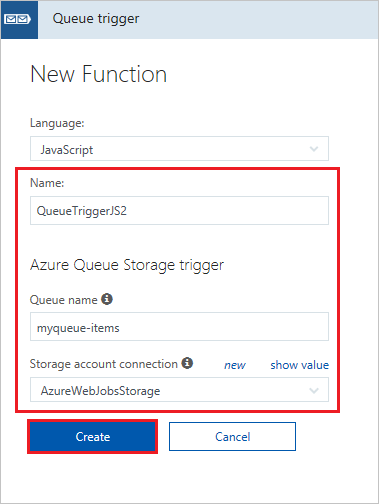 Queue trigger
New Function
Language:
JavaScript
Name:
QueueTriggerJS2
Azure Queue Storage trigger
Queue name
myqueue-items
Storage account connection new show value
AzureWebJobsStorage
Create Cancel